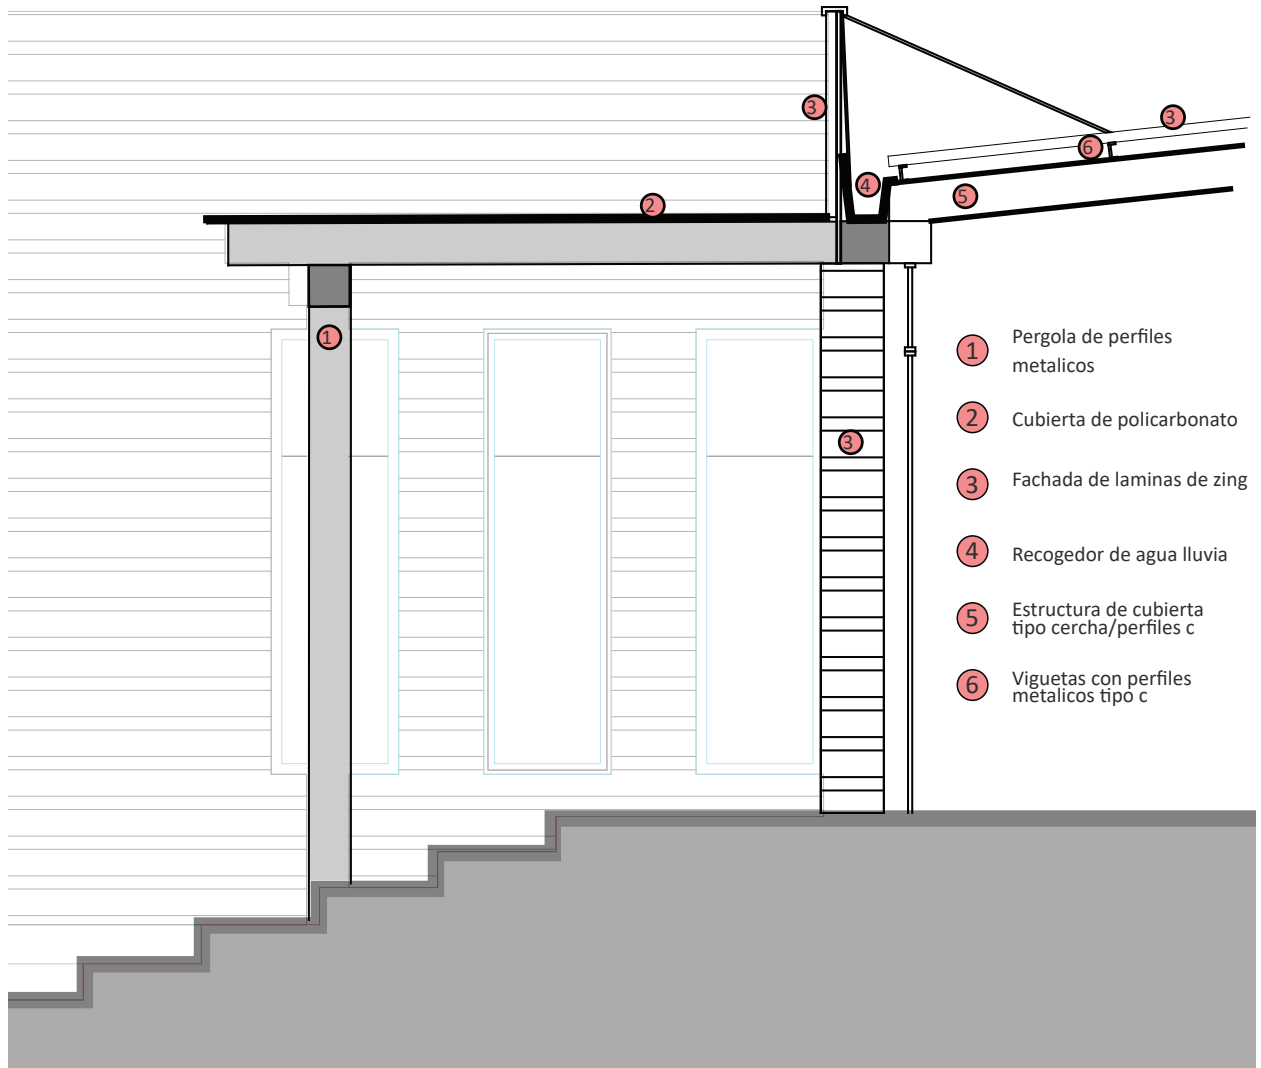 3
3
6
4
5
2
1
3
1 Pergola de perfiles
metalicos
2 Cubierta de policarbonato
3 Fachada de laminas de zing
4 Recogedor de agua lluvia
5 Estructura de cubierta
tipo cercha/perfiles c
6 Viguetas con perfiles
metalicos tipo c